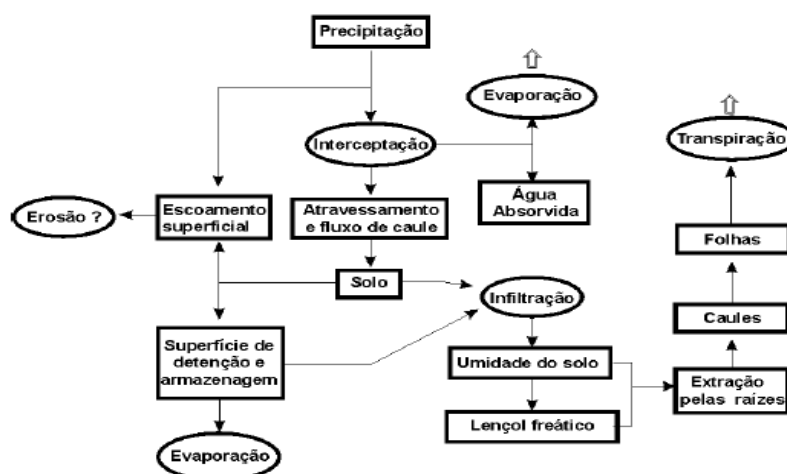 Precipitação
Evaporação
Interceptação
Transpiração
Erosão ?
Escoamento
superficial
Atravessamento
e fluxo de caule
Água
Absorvida
Folhas
Solo
Infiltração
Caules
Superfície de
detenção e
armazenagem
Umidade do solo
Extração
pelas raízes
Lençol freático
Evaporação